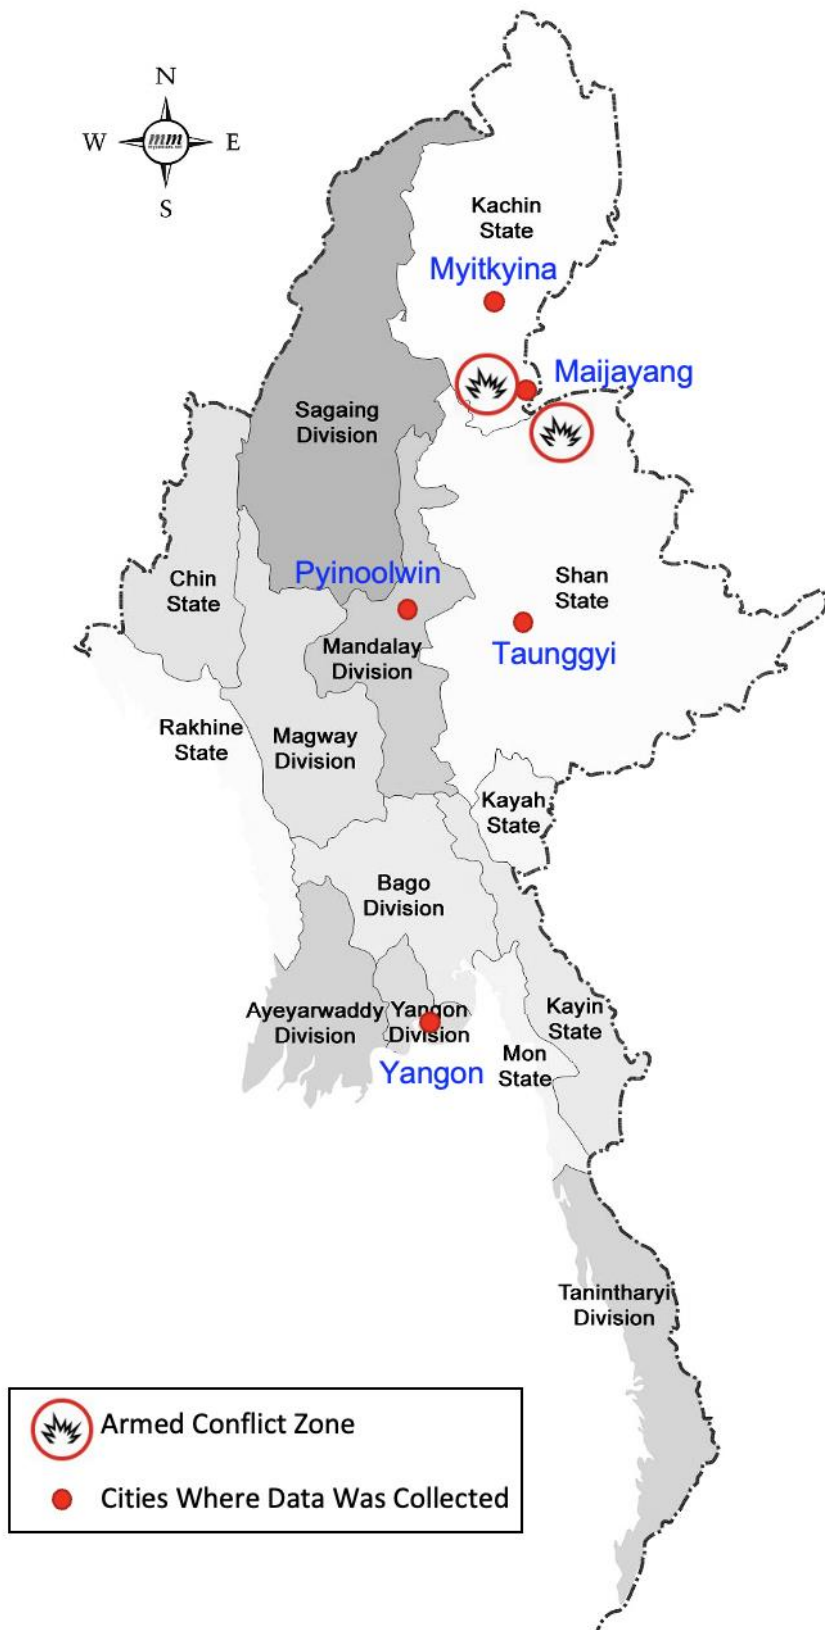 N
W
mm
E
S
Kachin
State
Myitkyina
Maijayang
Sagaing
Division
Pyinoolwin
Chin
State
Shan
State
Mandalay
Division
Taunggyi
Rakhine
State
Magway
Division
Kayah
State
Bago
Division
Ayeyarwaddy
Division
Yangon
Division
Kayin
State
Mon
State
Yangon
Tanintharyi
Division
Armed Conflict Zone
Cities Where Data Was Collected